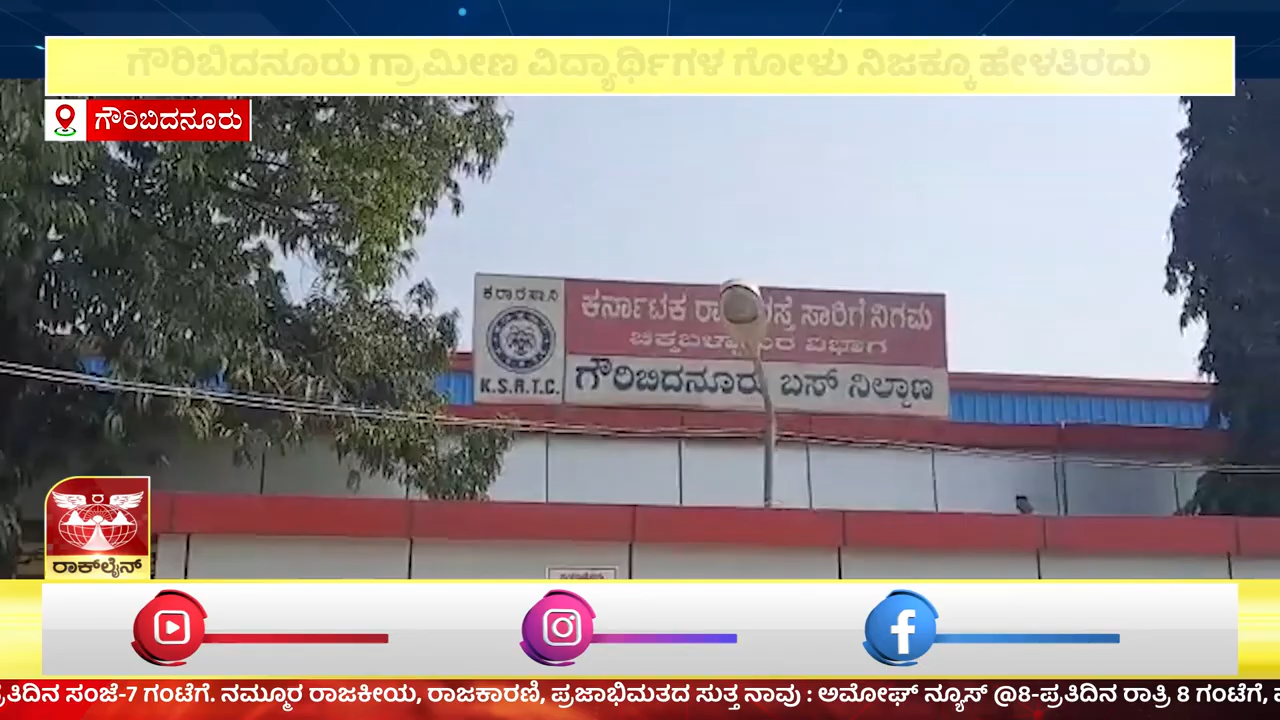 ಗೌರಿಬಿದನೂರು ಗ್ರಾಮೀಣ ವಿದ್ಯಾರ್ಥಿಗಳ ಗೋಳು ನಿಜಕ್ಕೂ ಹೇಳತಿರದು
ಗೌರಿಬಿದನೂರು
ಕರಾರಸಾನಿ
ಕರ್ನಾಟಕ ರಾ ಸ್ತೆ ಸಾರಿಗೆ ನಿಗಮ
ವಿಭಾಗ
K.S.R.T.C.
ಗೌರಿಬಿದನೂರು ಬಸ್ ನಿಲ್ದಾಣ
ರ
ರಾಕ್‌ಲೈನ್
ಪ್ರತಿದಿನ ಸಂಜೆ-7 ಗಂಟೆಗೆ. ನಮ್ಮೂರ ರಾಜಕೀಯ, ರಾಜಕಾರಣಿ, ಪ್ರಜಾಭಿಮತದ ಸುತ್ತ ನಾವು : ಅಮೋಘ್ ನ್ಯೂಸ್ @8-ಪ್ರತಿದಿನ ರಾತ್ರಿ 8 ಗಂಟೆಗೆ,